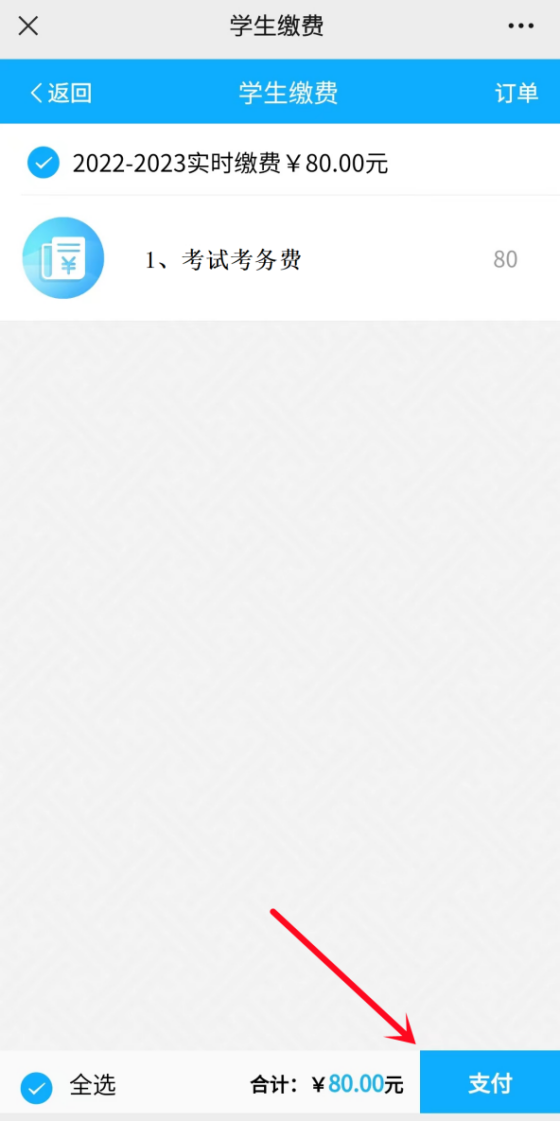 学生缴费
返回 学生缴费 订单
2022-2023实时缴费￥80.00元
1、考试考务费 80
全选 合计：￥80.00元 支付